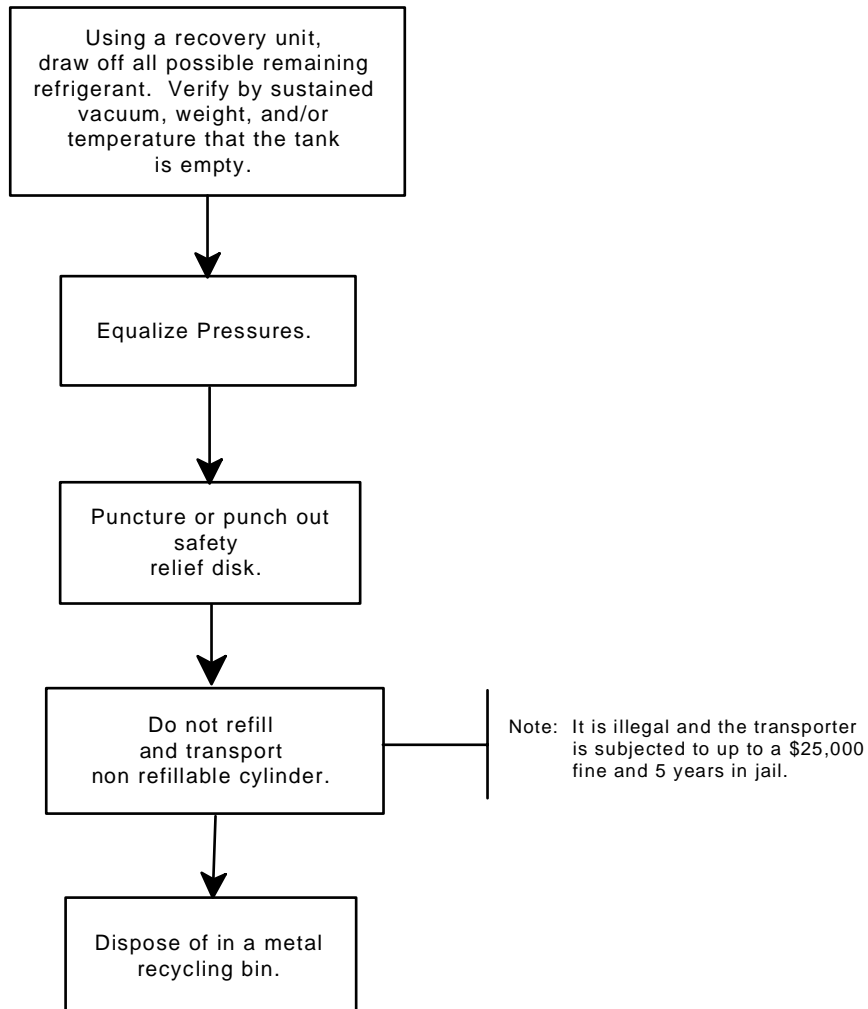 Using a recovery unit,
draw off all possible remaining
refrigerant. Verify by sustained
vacuum, weight, and/or
temperature that the tank
is empty.
Equalize Pressures.
Puncture or punch out
safety
relief disk.
Do not refill
and transport
non refillable cylinder.
Note: It is illegal and the transporter
is subjected to up to a $25,000
fine and 5 years in jail.
Dispose of in a metal
recycling bin.